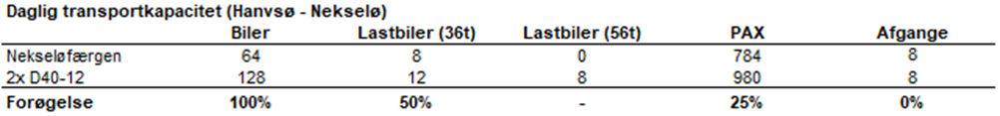 Daglig transportkapacitet (Hanvsø - Nekselø)
Biler Lastbiler (36t) Lastbiler (56t) PAX Afgange
Nekseløfærgen 64 8 0 784 8
2x D40-12 128 12 8 980 8
Forøgelse 100% 50% - 25% 0%